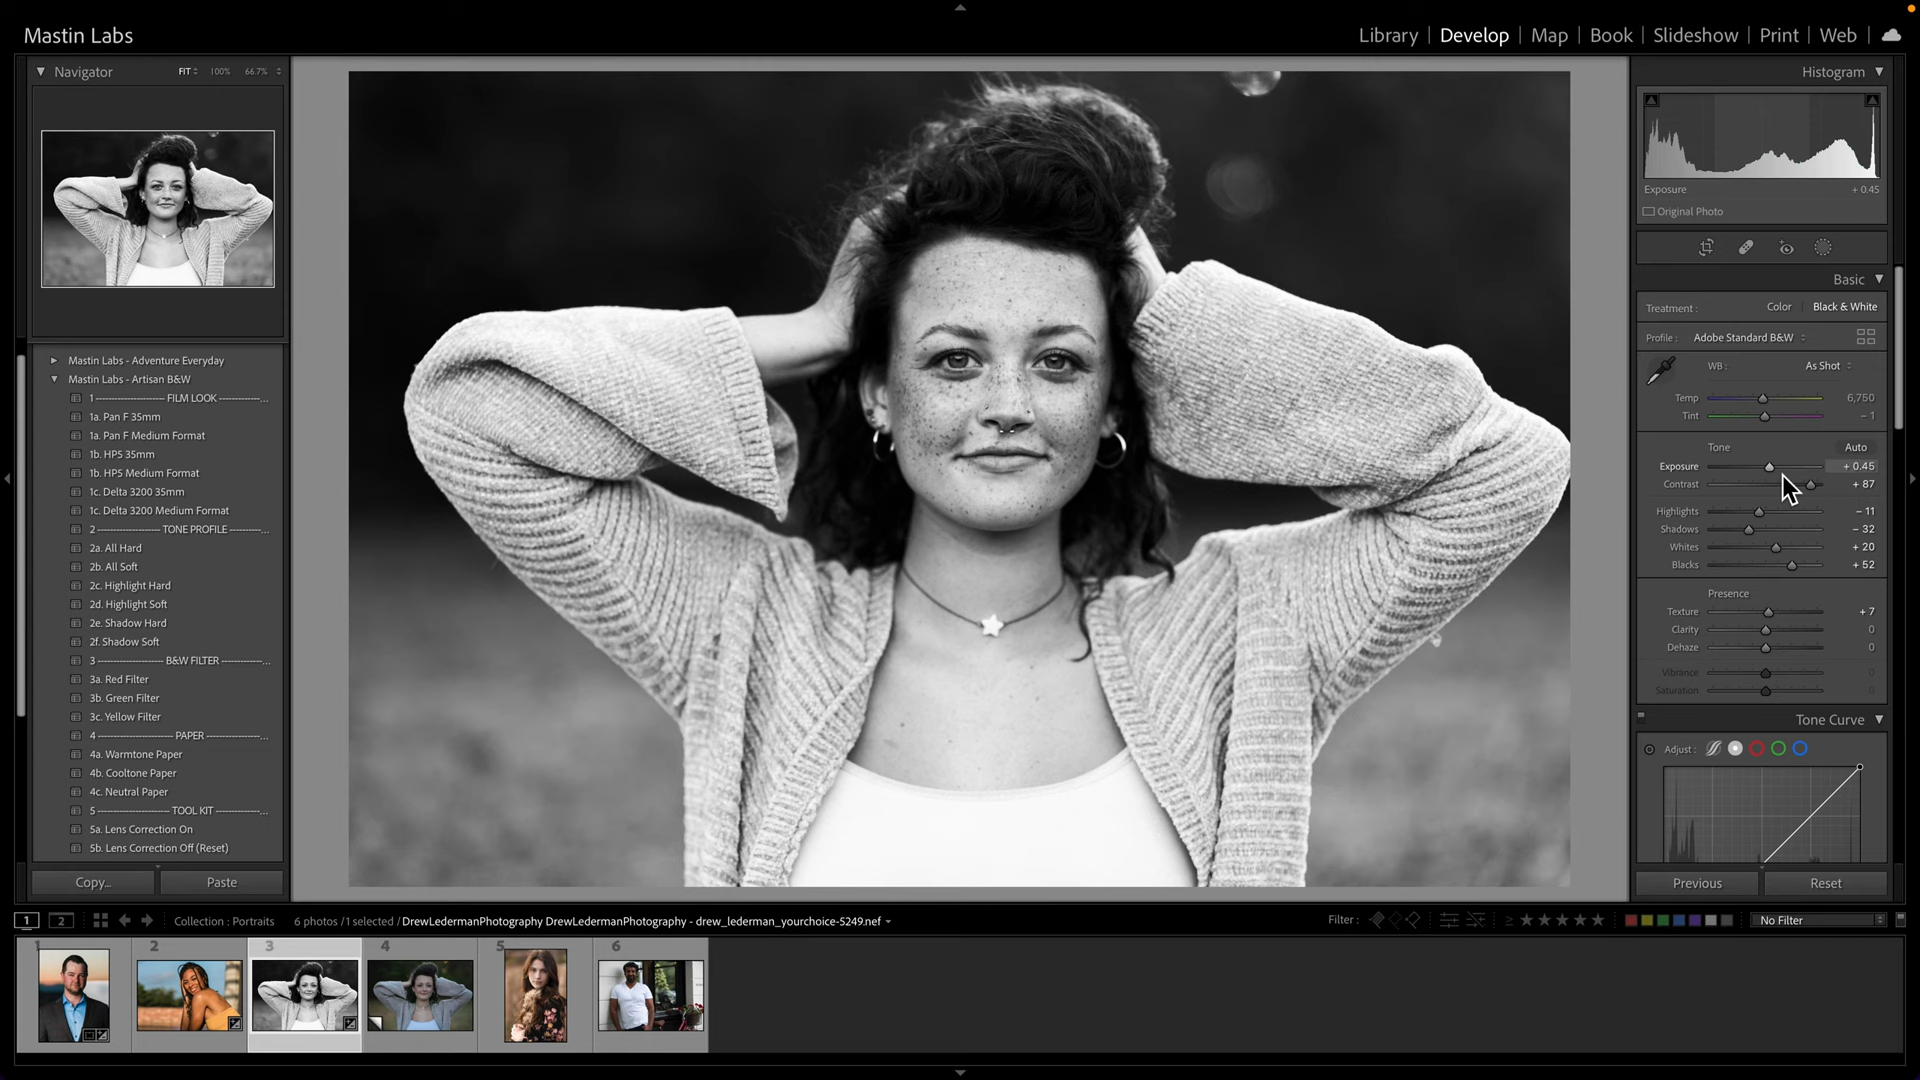 Mastin Labs
Library | Develop | Map | Book | Slideshow | Print | Web |
Navigator FIT 100% 66.7%
Mastin Labs - Adventure Everyday
Mastin Labs - Artisan B&W
1 ---------------------- FILM LOOK -------------...
1a. Pan F 35mm
1a. Pan F Medium Format
1b. HP5 35mm
1b. HP5 Medium Format
1c. Delta 3200 35mm
1c. Delta 3200 Medium Format
2 -------------------- TONE PROFILE ----------...
2a. All Hard
2b. All Soft
2c. Highlight Hard
2d. Highlight Soft
2e. Shadow Hard
2f. Shadow Soft
3 ---------------------- B&W FILTER -------------...
3a. Red Filter
3b. Green Filter
3c. Yellow Filter
4 ------------------------- PAPER ------------------...
4a. Warmtone Paper
4b. Cooltone Paper
4c. Neutral Paper
5 ------------------------ TOOL KIT --------------...
5a. Lens Correction On
5b. Lens Correction Off (Reset)
Copy... Paste
Histogram
Exposure + 0.45
Original Photo
Basic
Treatment : Color | Black & White
Profile : Adobe Standard B&W
WB : As Shot
Temp 6,750
Tint – 1
Tone Auto
Exposure + 0.45
Contrast + 87
Highlights – 11
Shadows – 32
Whites + 20
Blacks + 52
Presence
Texture + 7
Clarity 0
Dehaze 0
Vibrance 0
Saturation 0
Tone Curve
Adjust :
Previous Reset
1 2 Collection : Portraits 6 photos /1 selected / DrewLedermanPhotography DrewLedermanPhotography - drew_lederman_yourchoice-5249.nef Filter : ≥ No Filter
1 2 3 4 5 6